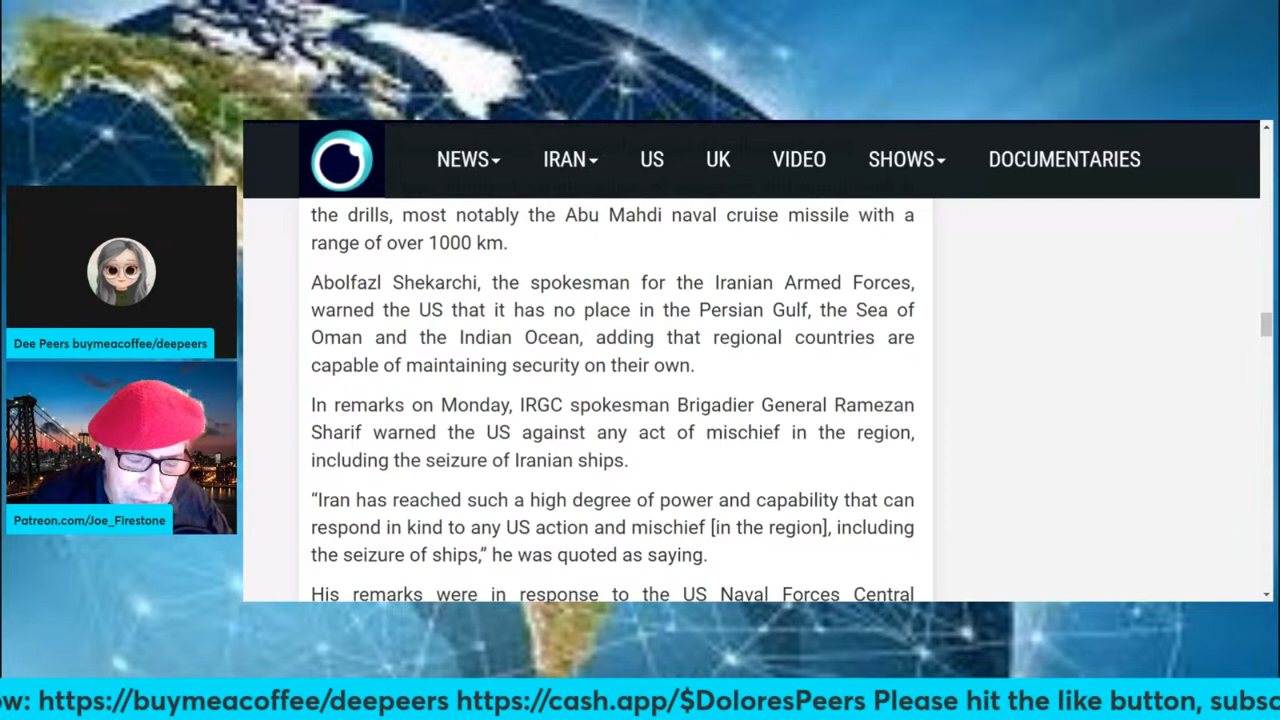 NEWS IRAN US UK VIDEO SHOWS DOCUMENTARIES
the drills, most notably the Abu Mahdi naval cruise missile with a
range of over 1000 km.
Abolfazl Shekarchi, the spokesman for the Iranian Armed Forces,
warned the US that it has no place in the Persian Gulf, the Sea of
Oman and the Indian Ocean, adding that regional countries are
capable of maintaining security on their own.
In remarks on Monday, IRGC spokesman Brigadier General Ramezan
Sharif warned the US against any act of mischief in the region,
including the seizure of Iranian ships.
“Iran has reached such a high degree of power and capability that can
respond in kind to any US action and mischief [in the region], including
the seizure of ships,” he was quoted as saying.
His remarks were in response to the US Naval Forces Central
Dee Peers buymeacoffee/deepeers
Patreon.com/Joe_Firestone
ow: https://buymeacoffee/deepeers https://cash.app/$DoloresPeers Please hit the like button, subsc